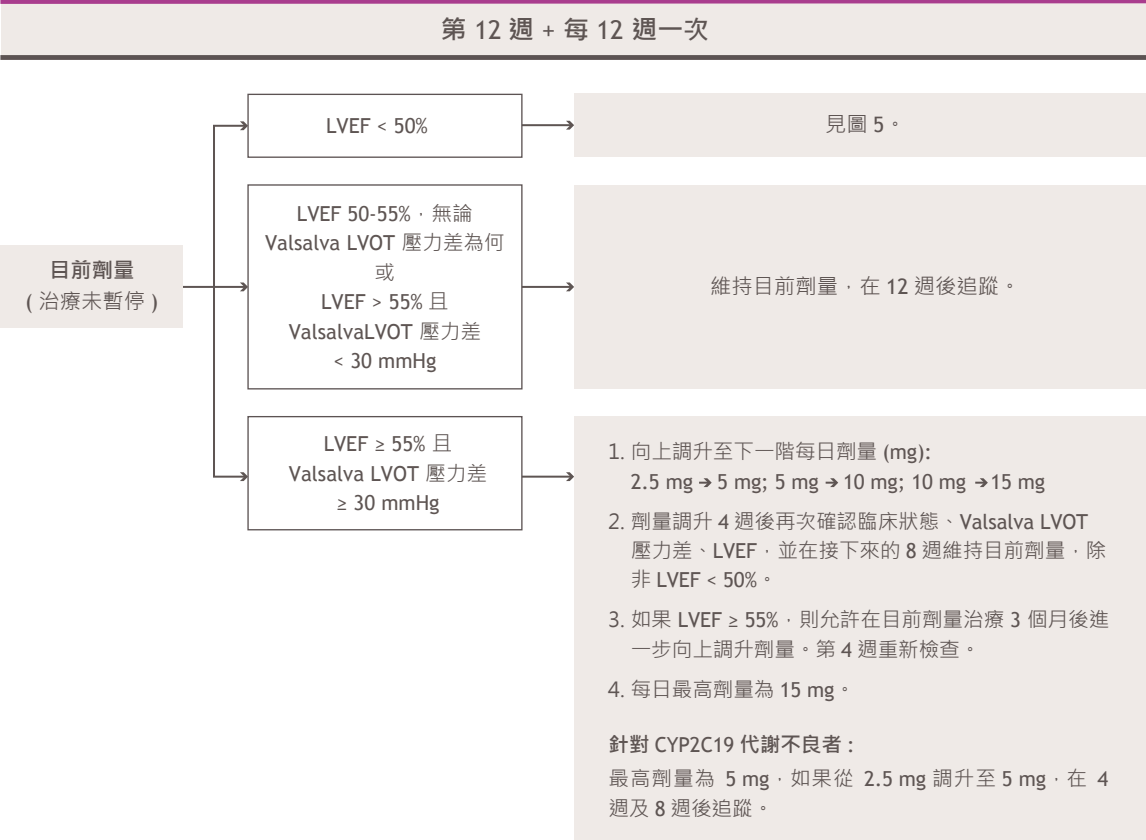 第 12 週 + 每 12 週一次
LVEF < 50%
見圖 5。
目前劑量
( 治療未暫停 )
LVEF 50-55%，無論
Valsalva LVOT 壓力差為何
或
LVEF > 55% 且
ValsalvaLVOT 壓力差
< 30 mmHg
維持目前劑量，在 12 週後追蹤。
LVEF ≥ 55% 且
Valsalva LVOT 壓力差
≥ 30 mmHg
1. 向上調升至下一階每日劑量 (mg):
2.5 mg ➔ 5 mg; 5 mg ➔ 10 mg; 10 mg ➔15 mg
2. 劑量調升 4 週後再次確認臨床狀態、Valsalva LVOT
壓力差、LVEF，並在接下來的 8 週維持目前劑量，除
非 LVEF < 50%。
3. 如果 LVEF ≥ 55%，則允許在目前劑量治療 3 個月後進
一步向上調升劑量。第 4 週重新檢查。
4. 每日最高劑量為 15 mg。
針對 CYP2C19 代謝不良者 :
最高劑量為 5 mg，如果從 2.5 mg 調升至 5 mg，在 4
週及 8 週後追蹤。